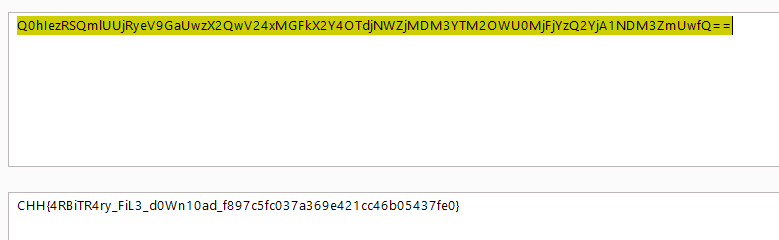 Q0hIezRSQmlUUjRyeV9GaUwzX2QwV24xMGFkX2Y4OTdjNWZjMDM3YTM2OWU0MjFjYzQ2YjA1NDM3ZmUwfQ==
CHH{4RBiTR4ry_FiL3_d0Wn10ad_f897c5fc037a369e421cc46b05437fe0}